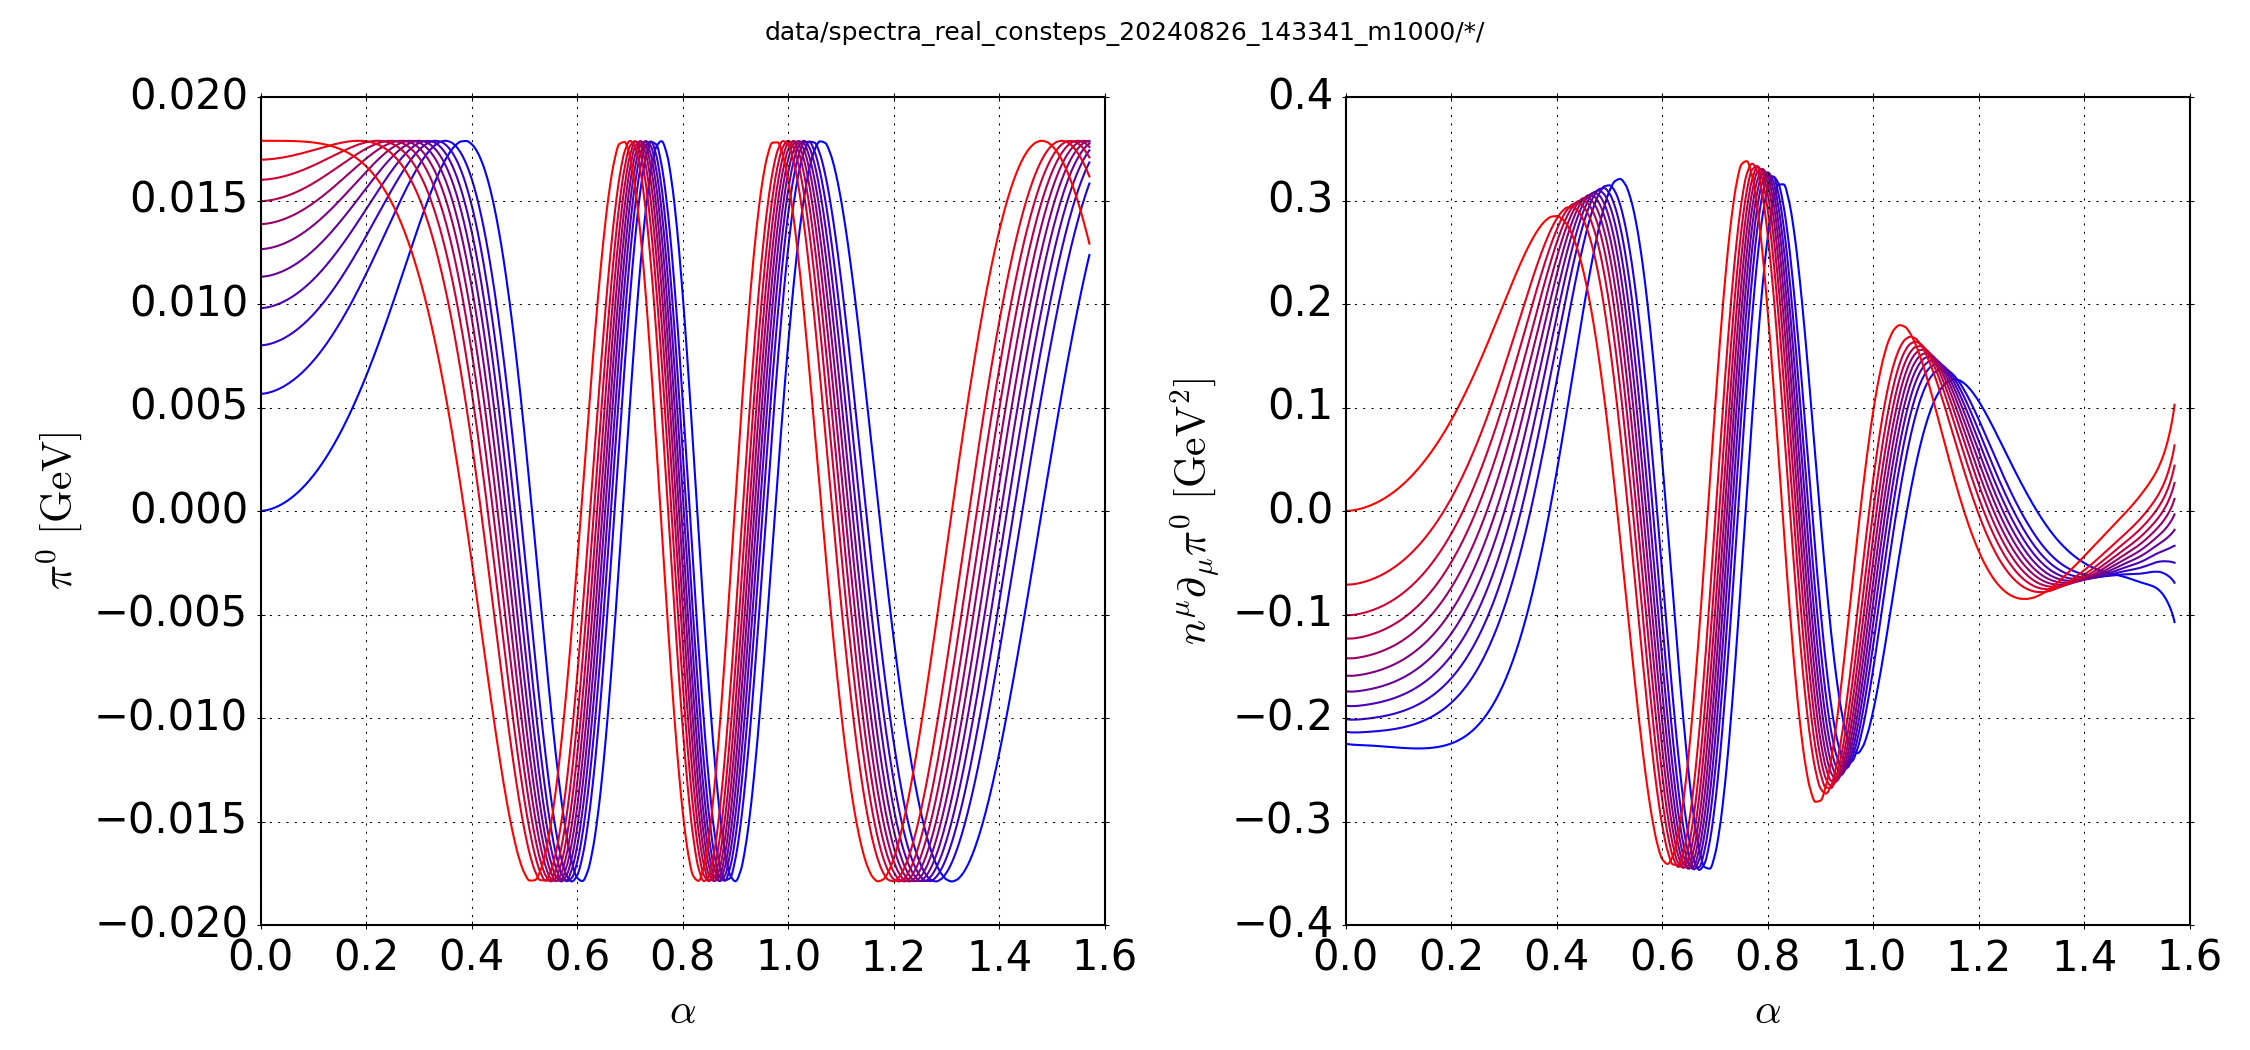 data/spectra_real_consteps_20240826_143341_m1000/*/
0.020
0.015
0.010
0.005
0.000
−0.005
−0.010
−0.015
−0.020
0.0 0.2 0.4 0.6 0.8 1.0 1.2 1.4 1.6
α
π⁰ [GeV]
0.4
0.3
0.2
0.1
0.0
−0.1
−0.2
−0.3
−0.4
0.0 0.2 0.4 0.6 0.8 1.0 1.2 1.4 1.6
α
n^μ ∂_μ π⁰ [GeV²]